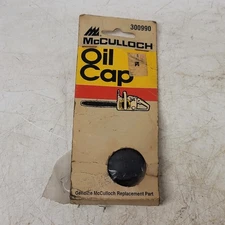 300990
McCULLOCH
Oil
Cap
Genuine McCulloch Replacement Part